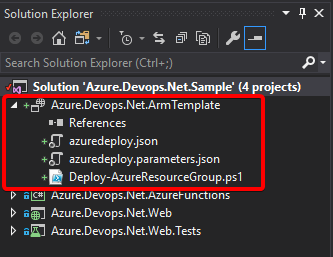 Solution Explorer
Search Solution Explorer (Ctrl+;)
Solution 'Azure.Devops.Net.Sample' (4 projects)
Azure.Devops.Net.ArmTemplate
References
azuredeploy.json
azuredeploy.parameters.json
Deploy-AzureResourceGroup.ps1
C# Azure.Devops.Net.AzureFunctions
Azure.Devops.Net.Web
Azure.Devops.Net.Web.Tests